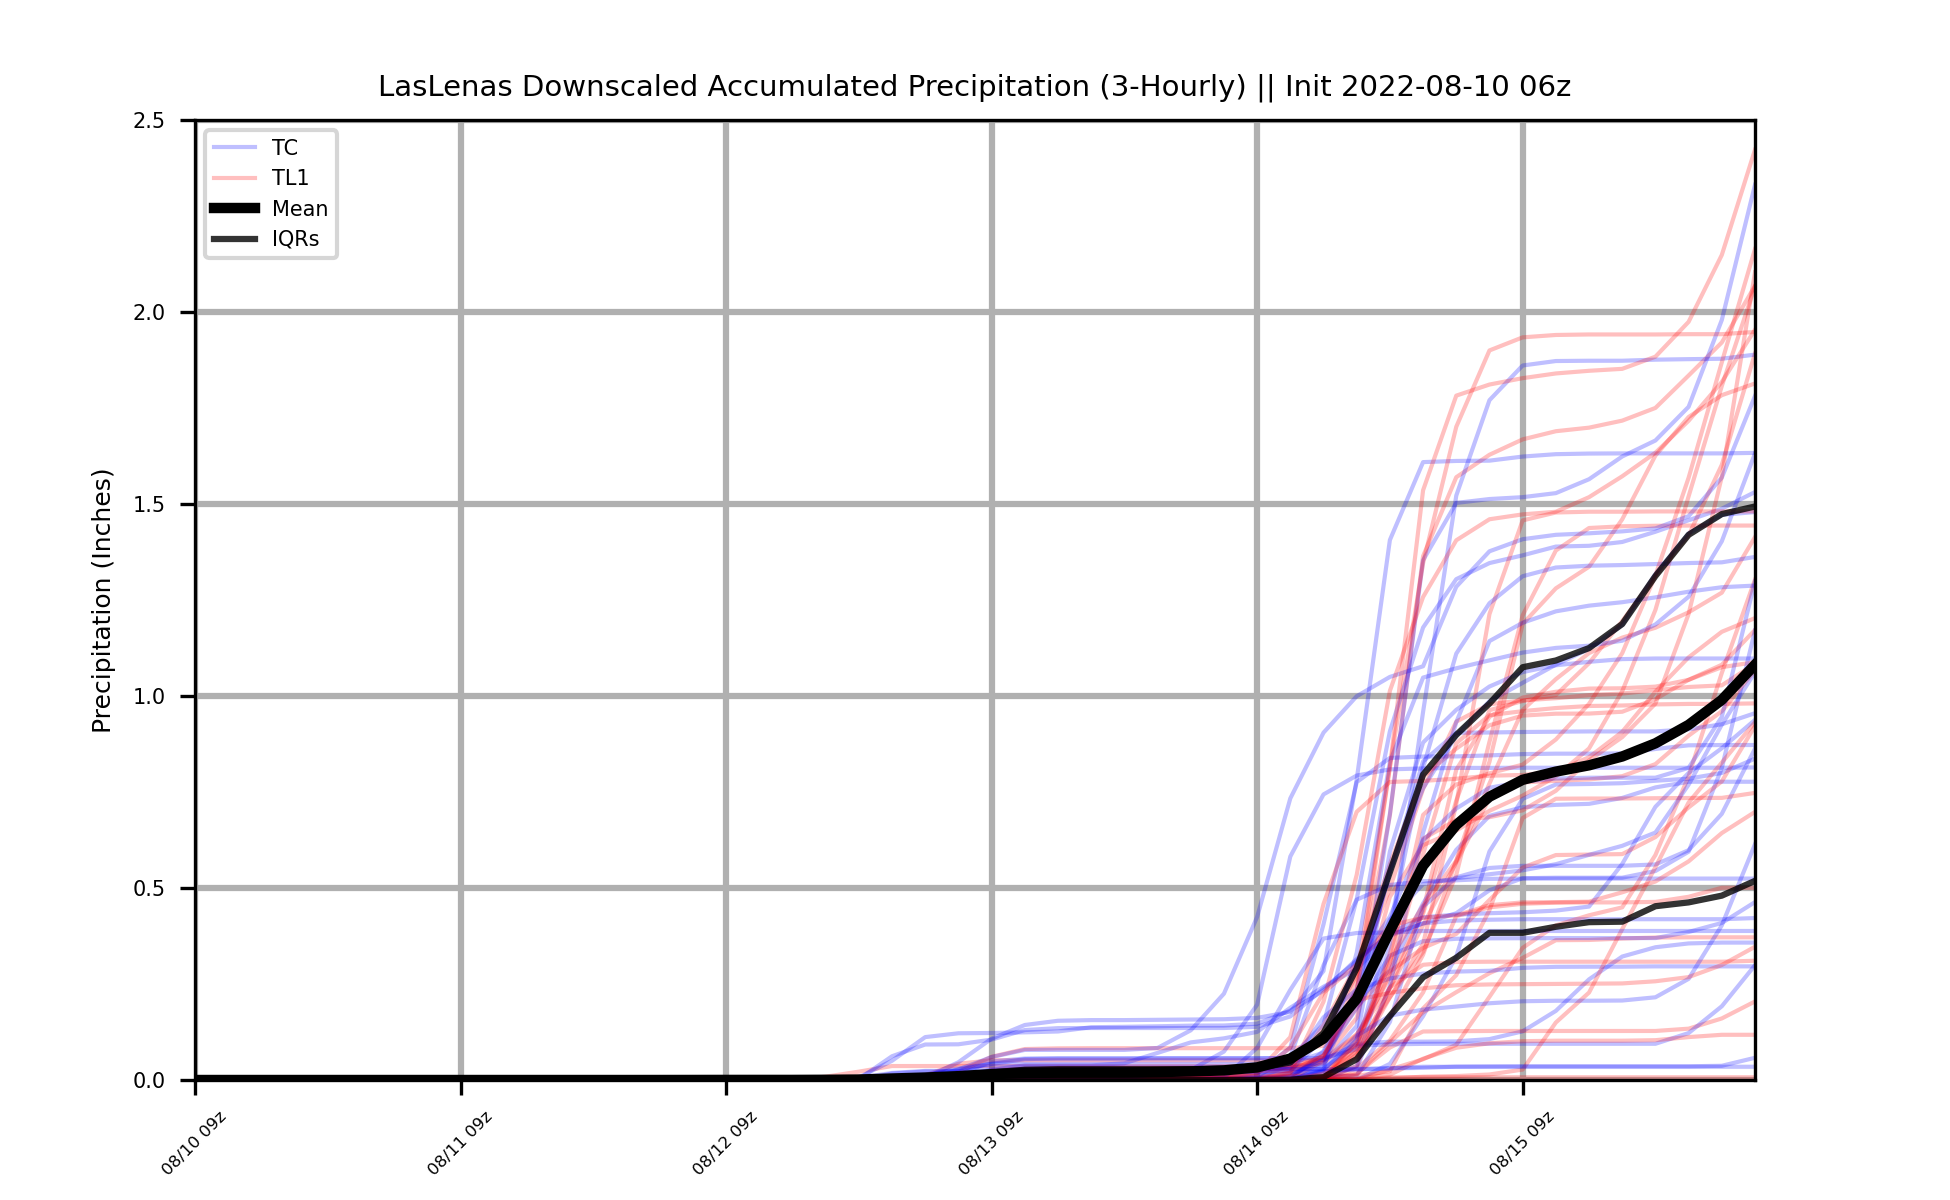 LasLenas Downscaled Accumulated Precipitation (3-Hourly) || Init 2022-08-10 06z
TC
TL1
Mean
IQRs
Precipitation (Inches)
2.5
2.0
1.5
1.0
0.5
0.0
08/10 09z
08/11 09z
08/12 09z
08/13 09z
08/14 09z
08/15 09z